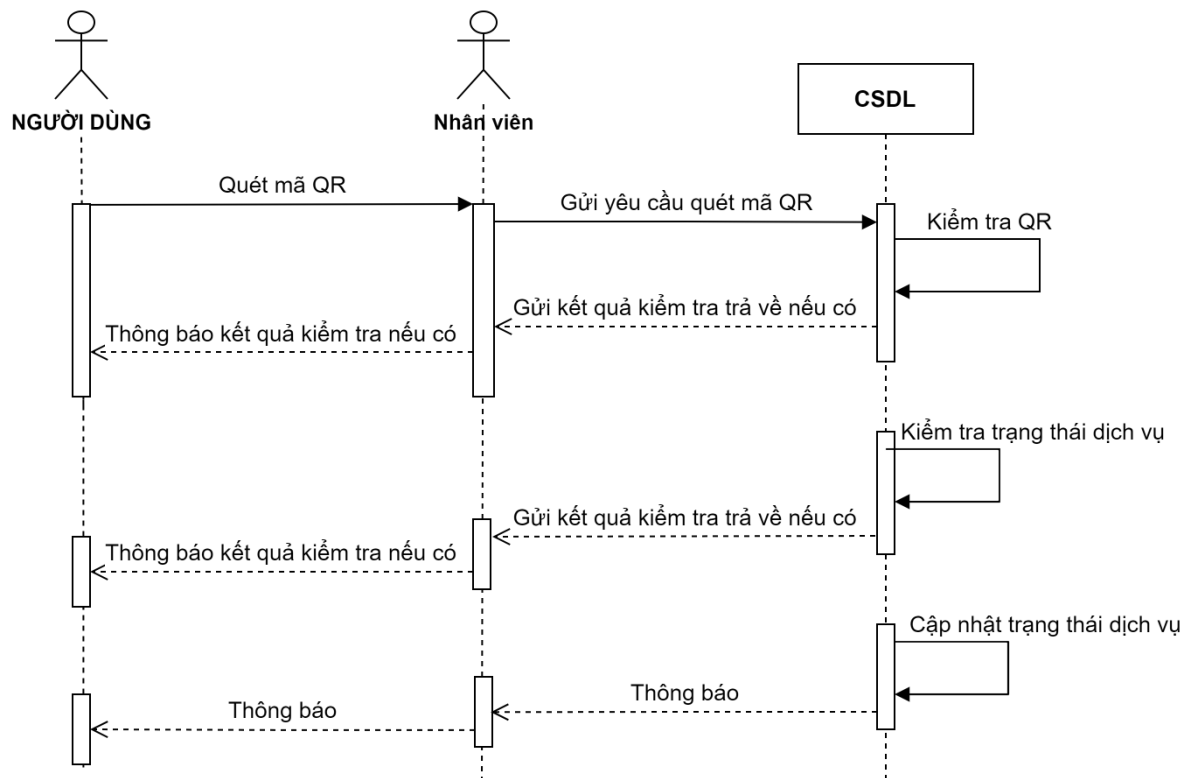 NGƯỜI DÙNG
Nhân viên
CSDL
Quét mã QR
Gửi yêu cầu quét mã QR
Kiểm tra QR
Gửi kết quả kiểm tra trả về nếu có
Thông báo kết quả kiểm tra nếu có
Kiểm tra trạng thái dịch vụ
Gửi kết quả kiểm tra trả về nếu có
Thông báo kết quả kiểm tra nếu có
Cập nhật trạng thái dịch vụ
Thông báo
Thông báo